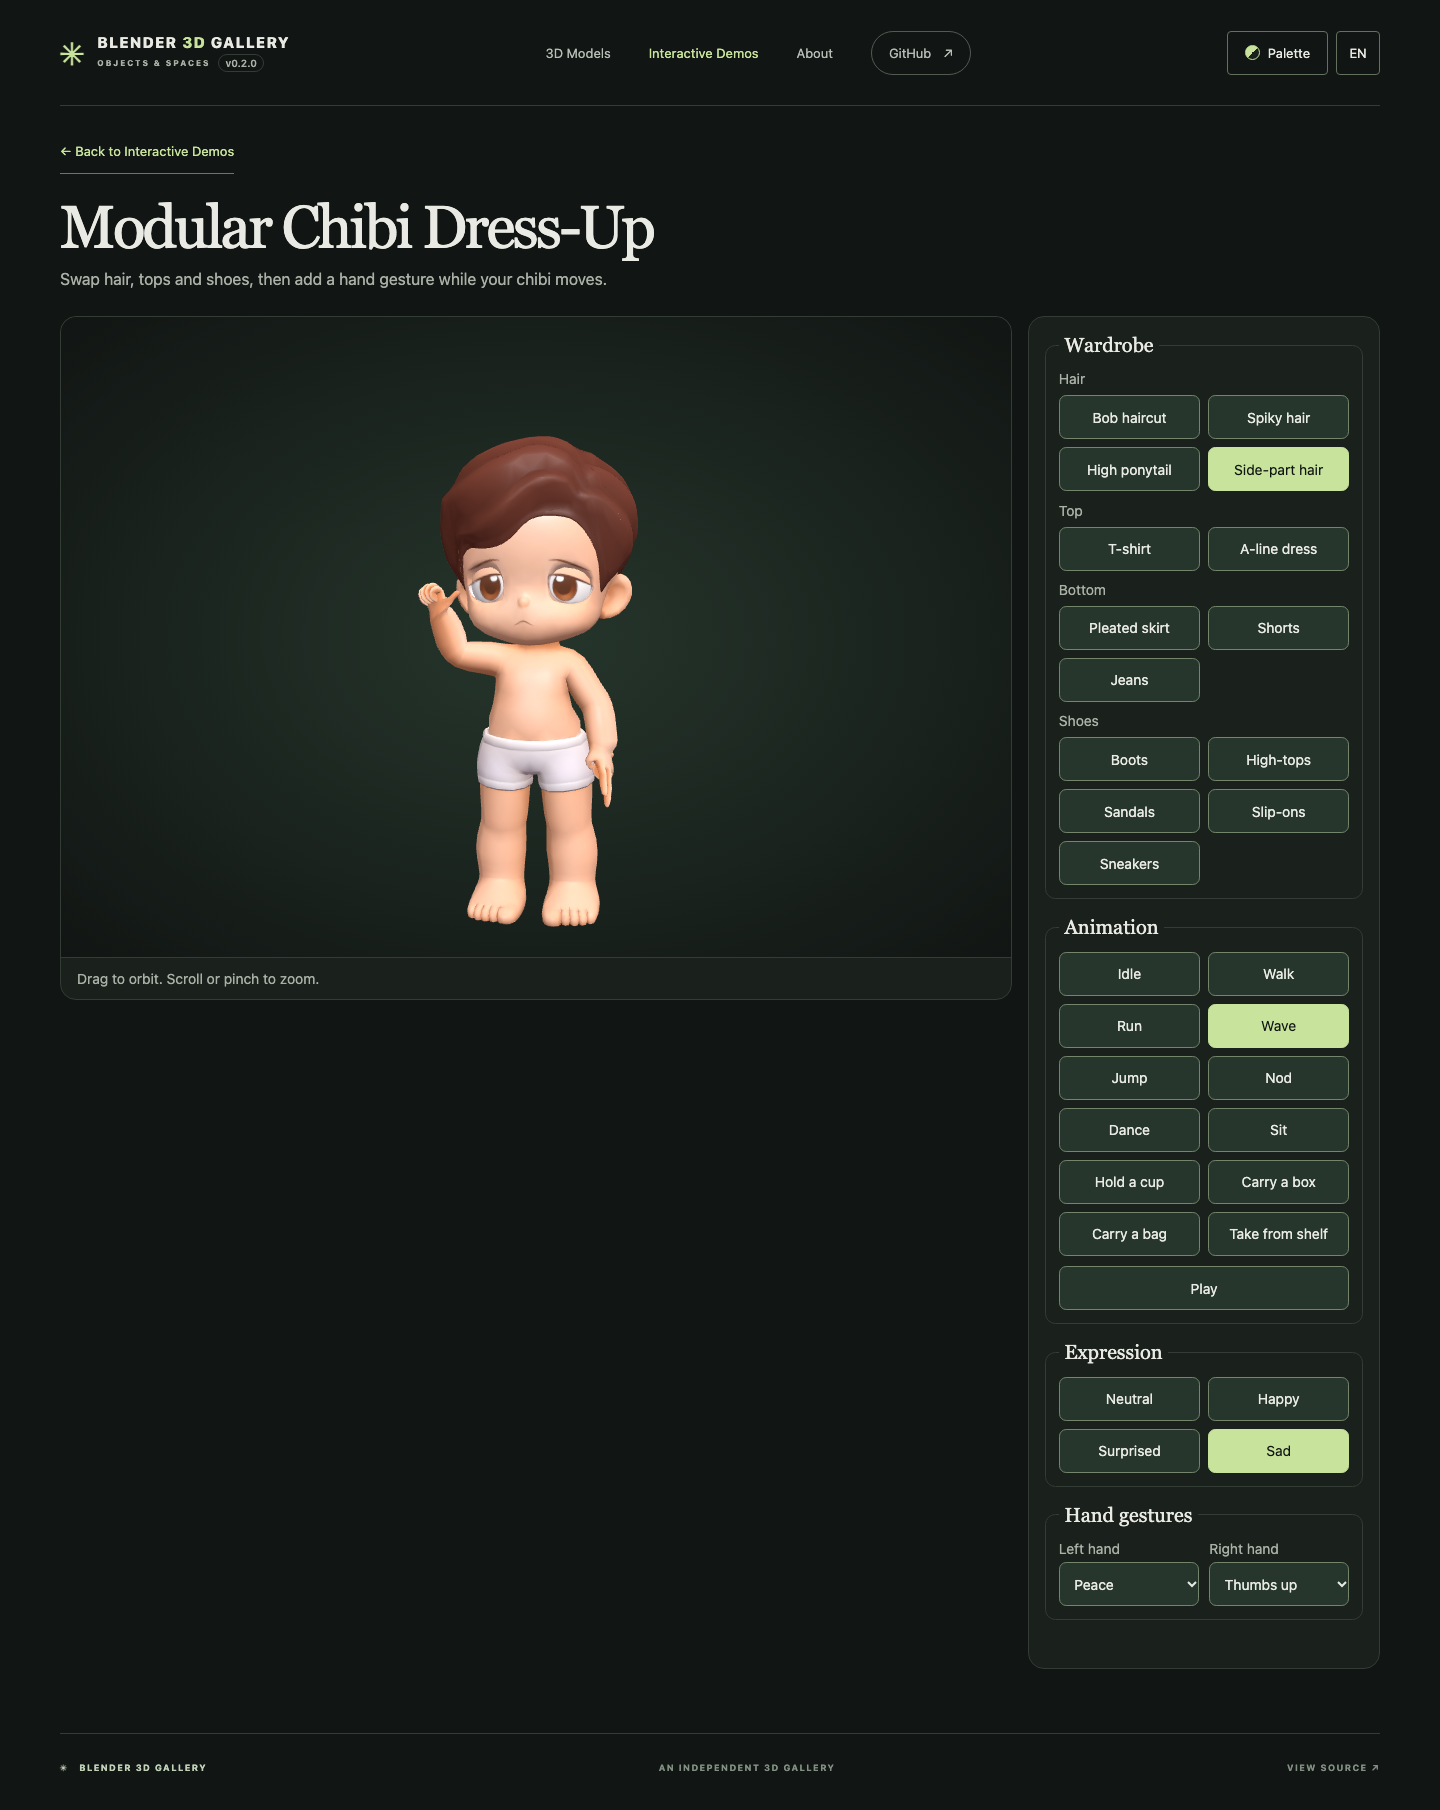 BLENDER 3D GALLERY
OBJECTS & SPACES v0.2.0
3D Models Interactive Demos About GitHub ↗
Palette EN
← Back to Interactive Demos
Modular Chibi Dress-Up
Swap hair, tops and shoes, then add a hand gesture while your chibi moves.
Drag to orbit. Scroll or pinch to zoom.
Wardrobe
Hair
Bob haircut Spiky hair
High ponytail Side-part hair
Top
T-shirt A-line dress
Bottom
Pleated skirt Shorts
Jeans
Shoes
Boots High-tops
Sandals Slip-ons
Sneakers
Animation
Idle Walk
Run Wave
Jump Nod
Dance Sit
Hold a cup Carry a box
Carry a bag Take from shelf
Play
Expression
Neutral Happy
Surprised Sad
Hand gestures
Left hand Right hand
Peace Thumbs up
BLENDER 3D GALLERY AN INDEPENDENT 3D GALLERY VIEW SOURCE ↗